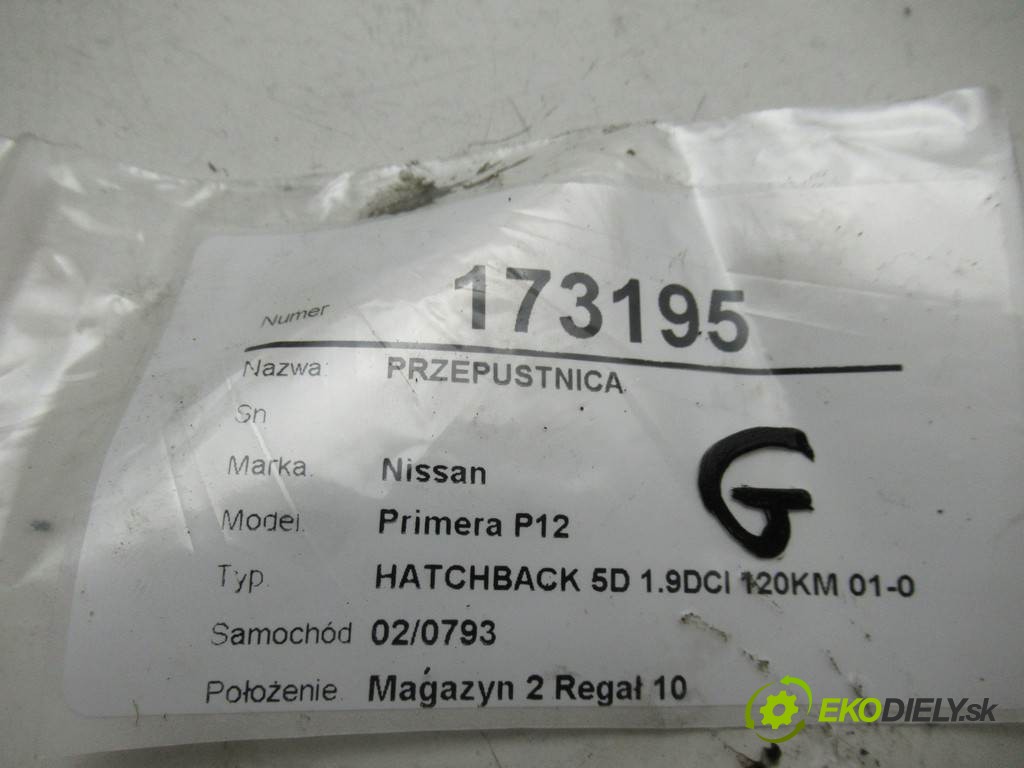 Numer 173195
Nazwa: PRZEPUSTNICA
Sn
Marka. Nissan
Model. Primera P12
G
Typ. HATCHBACK 5D 1.9DCI 120KM 01-0
Samochód 02/0793
Położenie. Magazyn 2 Regał 10
EKODIELY.sk